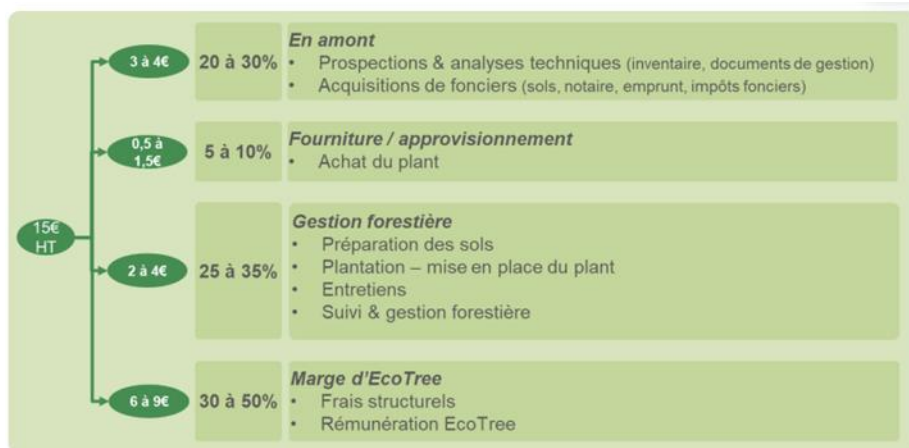 15€
HT
3 à 4€
20 à 30%
En amont
• Prospections & analyses techniques (inventaire, documents de gestion)
• Acquisitions de fonciers (sols, notaire, emprunt, impôts fonciers)
0,5 à
1,5€
5 à 10%
Fourniture / approvisionnement
• Achat du plant
2 à 4€
25 à 35%
Gestion forestière
• Préparation des sols
• Plantation – mise en place du plant
• Entretiens
• Suivi & gestion forestière
6 à 9€
30 à 50%
Marge d'EcoTree
• Frais structurels
• Rémunération EcoTree